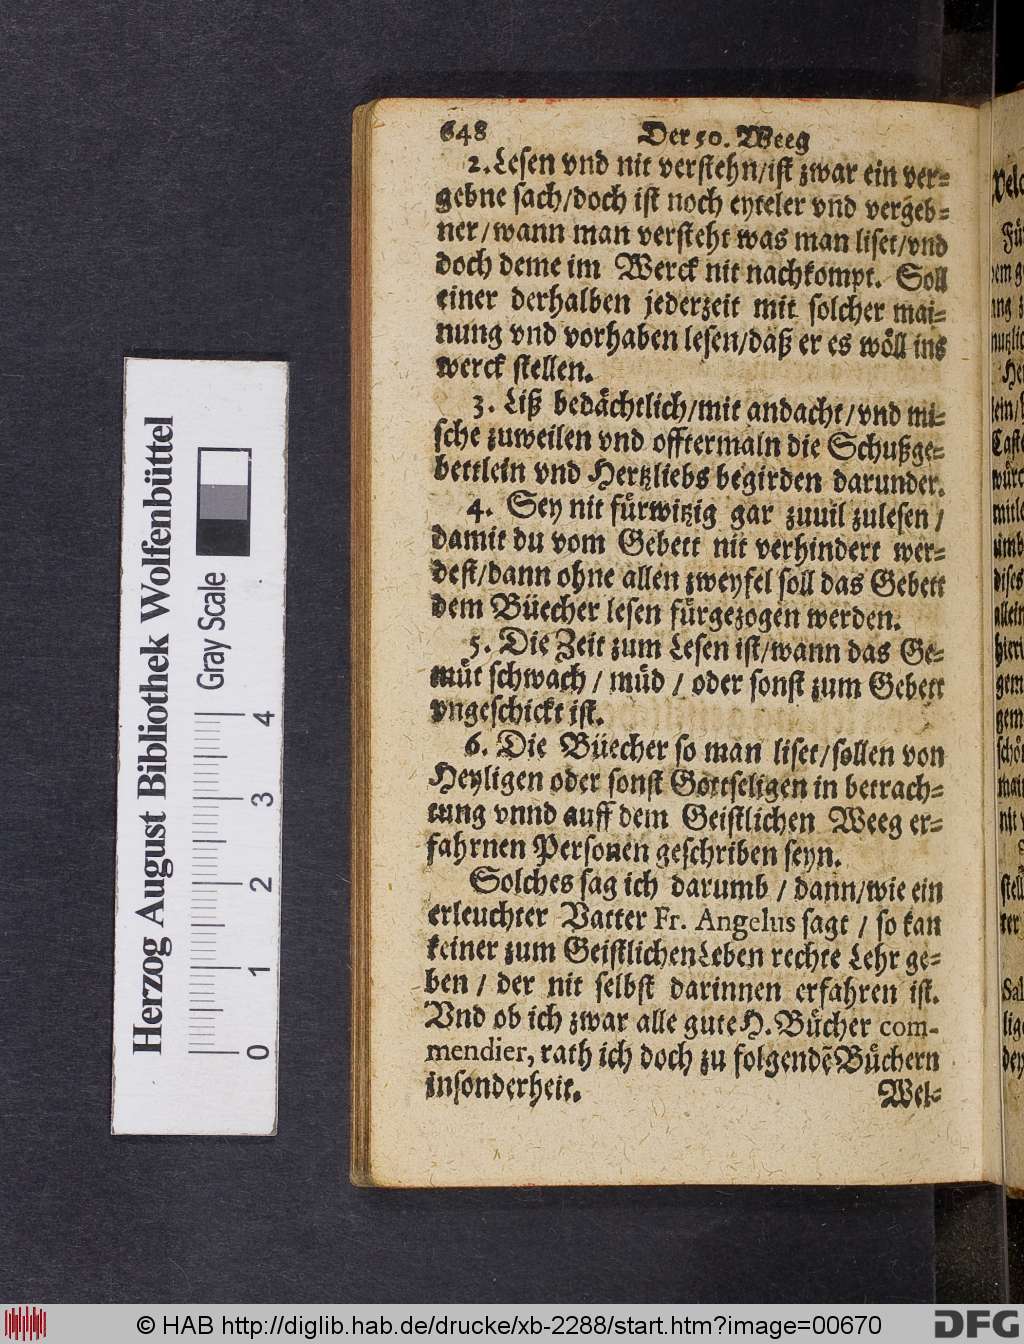 648 Der 50. Weeg
2. Lesen vnd nit verstehn/ist zwar ein ver=
gebne sach/doch ist noch eyteler vnd vergeb=
ner/wann man versteht was man liset/vnd
doch deme im Werck nit nachkompt. Soll
einer derhalben jederzeit mit solcher mai=
nung vnd vorhaben lesen/daß er es wöll ins
werck stellen.
3. Liß bedächtlich/mit andacht/vnd mi=
sche zuweilen vnd offtermaln die Schußge=
bettlein vnd Hertzliebs begirden darunder.
4. Sey nit fürwitzig gar zuuil zulesen /
damit du vom Gebett nit verhindert wer=
dest/dann ohne allen zweyfel soll das Gebett
dem Büecher lesen fürgezogen werden.
5. Die Zeit zum Lesen ist/wann das Ge=
müt schwach / müd / oder sonst zum Gebett
vngeschickt ist.
6. Die Büecher so man liset/sollen von
Heyligen oder sonst Gottseligen in betrach=
tung vnnd auff dem Geistlichen Weeg er=
fahrnen Personen geschriben seyn.
Solches sag ich darumb / dann/wie ein
erleuchter Vatter Fr. Angelus sagt / so kan
keiner zum Geistlichen Leben rechte Lehr ge=
ben / der nit selbst darinnen erfahren ist.
Vnd ob ich zwar alle gute H. Bücher com-
mendier, rath ich doch zu folgendẽ Büchern
insonderheit. Wel=
Herzog August Bibliothek Wolfenbüttel
Gray Scale
0 1 2 3 4
© HAB http://diglib.hab.de/drucke/xb-2288/start.htm?image=00670
DFG